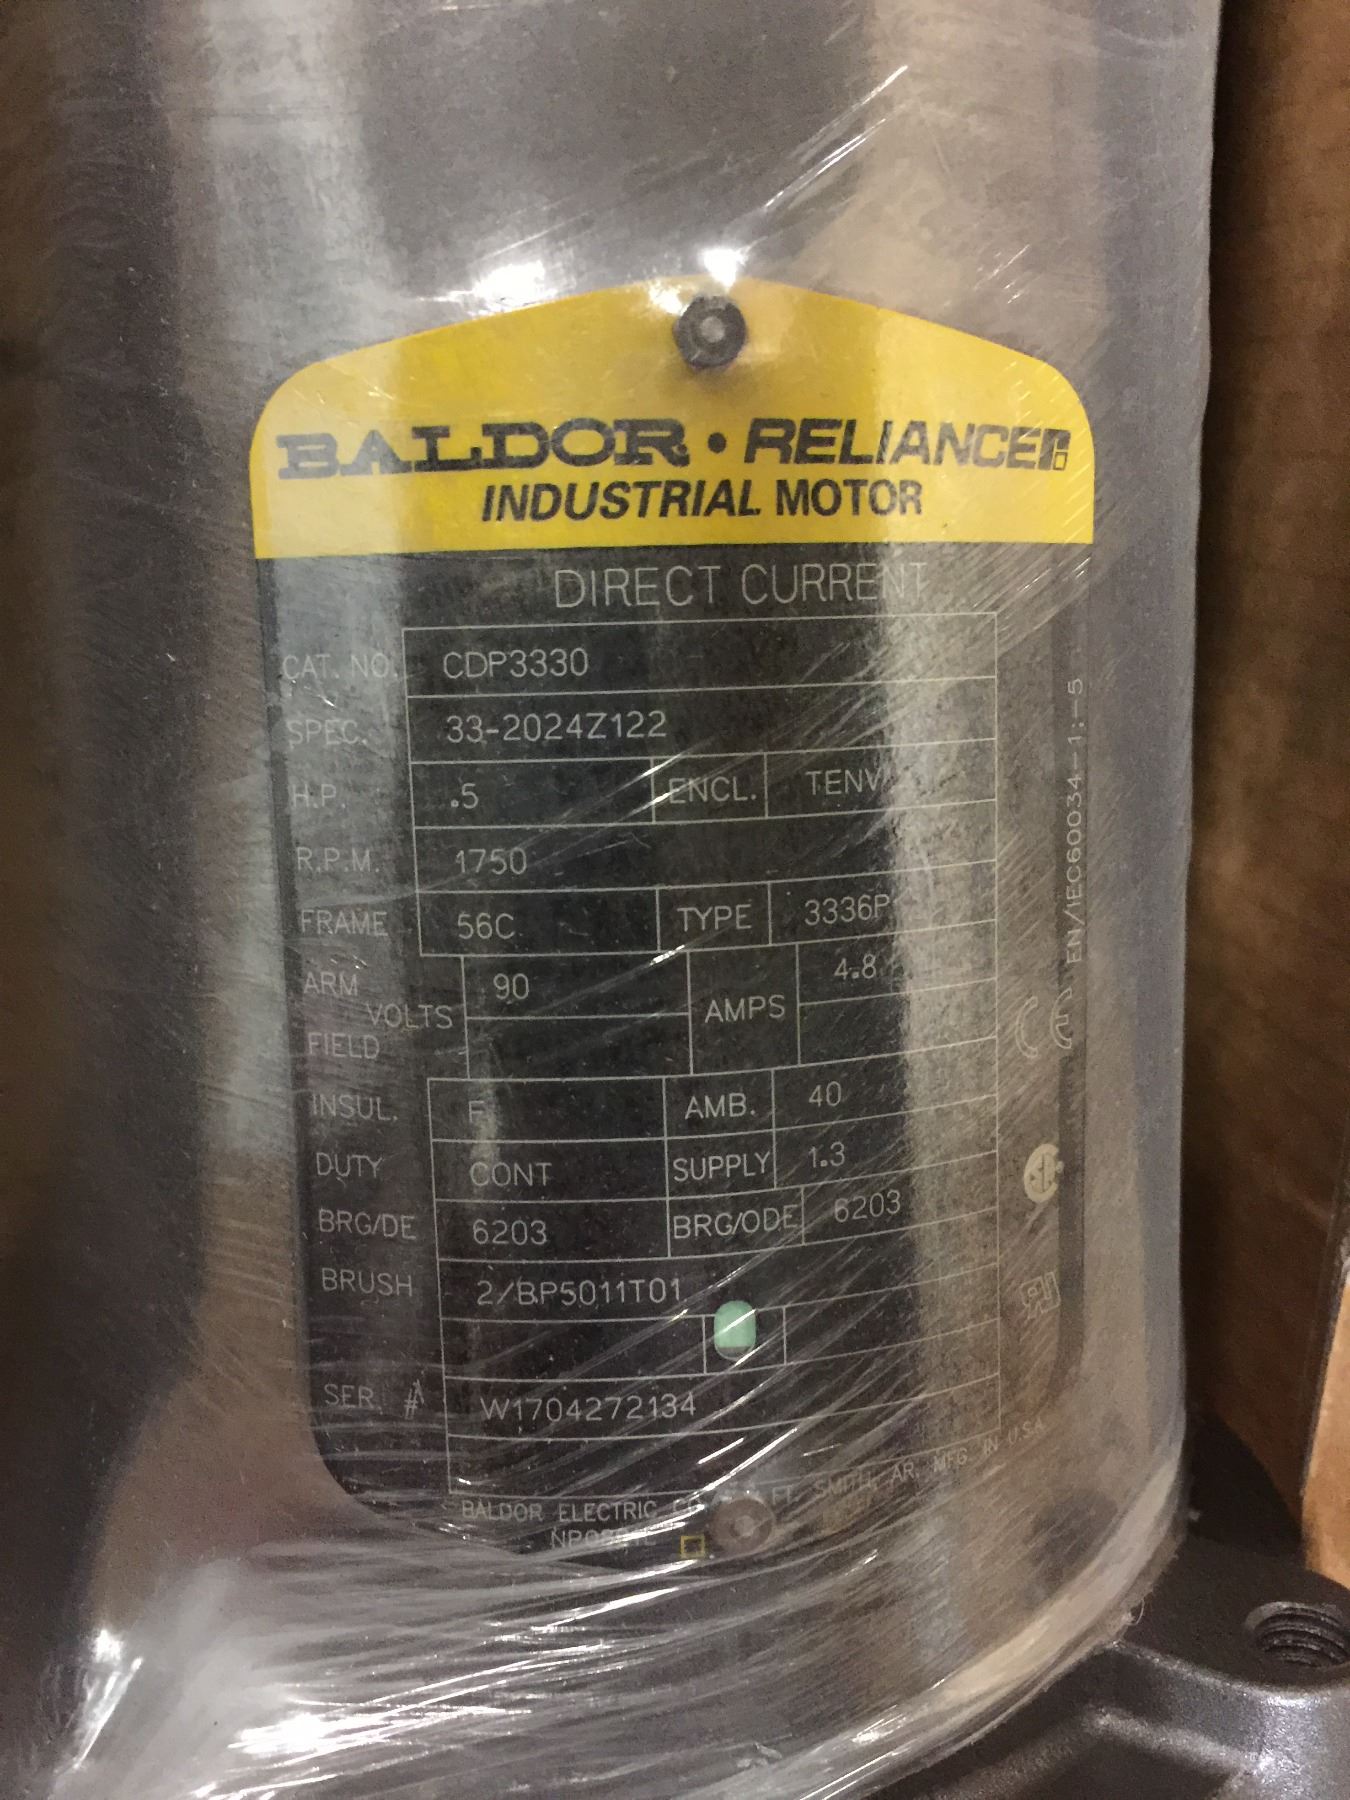 BALDOR • RELIANCE
INDUSTRIAL MOTOR
DIRECT CURRENT
CAT. NO. CDP3330
SPEC. 33-2024Z122
H.P. .5 ENCL. TENV
R.P.M. 1750
FRAME 56C TYPE 3336P
ARM 90 4.8
VOLTS AMPS
FIELD
INSUL. F AMB. 40
DUTY CONT SUPPLY 1.3
BRG/DE 6203 BRG/ODE 6203
BRUSH 2/BP5011T01
SER. # W1704272134
BALDOR ELECTRIC FT. SMITH, AR. MFG IN U.S.A.
EN/IEC60034-1:-5
CE